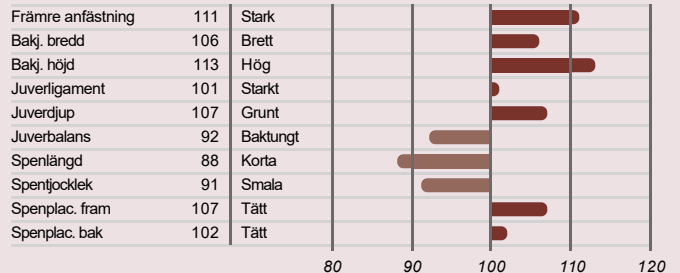 Främre anfästning 111 Stark
Bakj. bredd 106 Brett
Bakj. höjd 113 Hög
Juverligament 101 Starkt
Juverdjup 107 Grunt
Juverbalans 92 Baktungt
Spenlängd 88 Korta
Spentjocklek 91 Smala
Spenplac. fram 107 Tätt
Spenplac. bak 102 Tätt
80 90 100 110 120